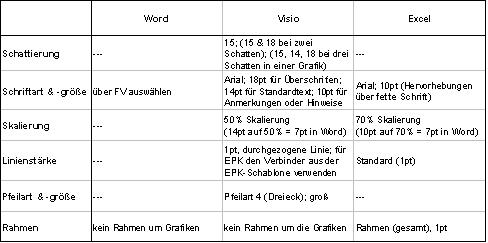 Word Visio Excel
Schattierung --- 15; (15 & 18 bei zwei Schatten); (15, 14, 18 bei drei Schatten in einer Grafik) ---
Schriftart & -größe über FV auswählen Arial; 18pt für Überschrifen; 14pt für Standardtext; 10pt für Anmerkungen oder Hinweise Arial; 10pt (Hervorhebungen über fette Schrift)
Skalierung --- 50% Skalierung (14pt auf 50% = 7pt in Word) 70% Skalierung (10pt auf 70% = 7pt in Word)
Linienstärke --- 1pt, durchgezogene Linie; für EPK den Verbinder aus der EPK-Schablone verwenden Standard (1pt)
Pfeilart & -größe --- Pfeilart 4 (Dreieck); groß ---
Rahmen kein Rahmen um Grafiken kein Rahmen um die Grafiken Rahmen (gesamt), 1pt